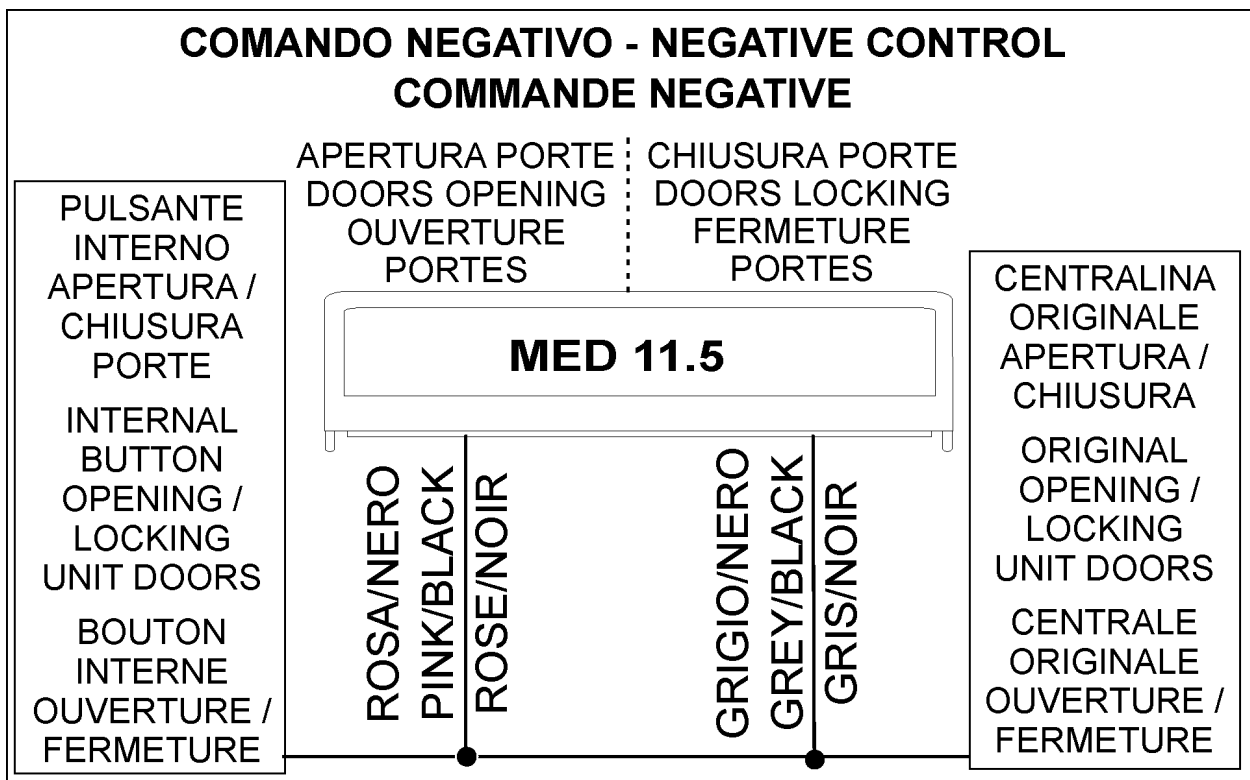 COMANDO NEGATIVO - NEGATIVE CONTROL
COMMANDE NEGATIVE
APERTURA PORTE
DOORS OPENING
OUVERTURE
PORTES
CHIUSURA PORTE
DOORS LOCKING
FERMETURE
PORTES
PULSANTE
INTERNO
APERTURA /
CHIUSURA
PORTE
INTERNAL
BUTTON
OPENING /
LOCKING
UNIT DOORS
BOUTON
INTERNE
OUVERTURE /
FERMETURE
MED 11.5
ROSA/NERO
PINK/BLACK
ROSE/NOIR
GRIGIO/NERO
GREY/BLACK
GRIS/NOIR
CENTRALINA
ORIGINALE
APERTURA /
CHIUSURA
ORIGINAL
OPENING /
LOCKING
UNIT DOORS
CENTRALE
ORIGINALE
OUVERTURE /
FERMETURE